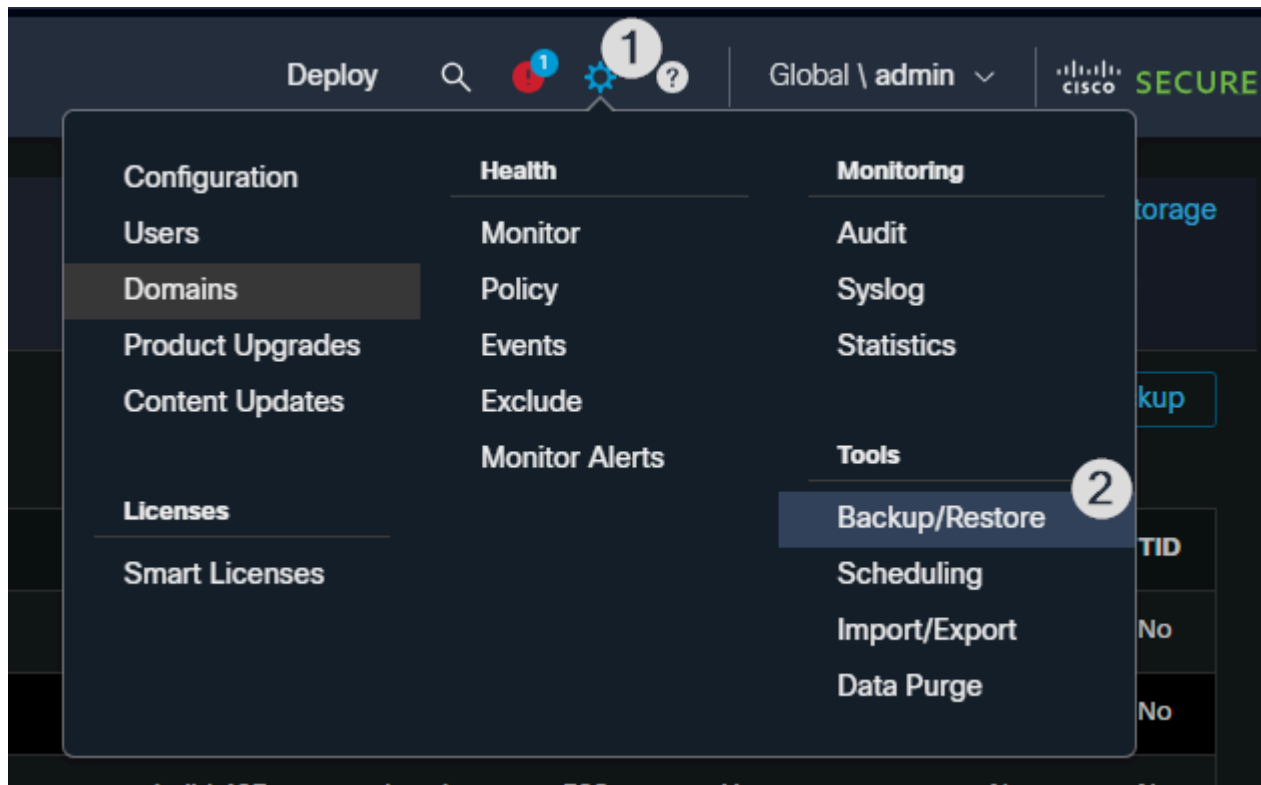 Deploy
1
1
?
Global \ admin
cisco SECURE
Configuration
Users
Domains
Product Upgrades
Content Updates
Licenses
Smart Licenses
Health
Monitor
Policy
Events
Exclude
Monitor Alerts
Monitoring
Audit
Syslog
Statistics
Tools
2
Backup/Restore
Scheduling
Import/Export
Data Purge
torage
kup
TID
No
No